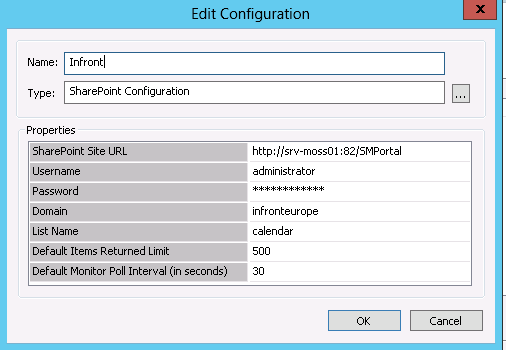 Edit Configuration
x
Name: Infront
Type: SharePoint Configuration ...
Properties
SharePoint Site URL http://srv-moss01:82/SMPortal
Username administrator
Password ************
Domain infronteurope
List Name calendar
Default Items Returned Limit 500
Default Monitor Poll Interval (in seconds) 30
OK Cancel